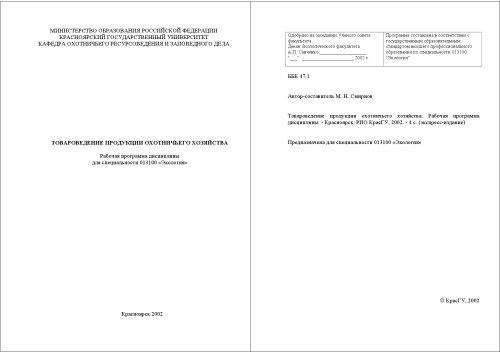 МИНИСТЕРСТВО ОБРАЗОВАНИЯ РОССИЙСКОЙ ФЕДЕРАЦИИ
КРАСНОЯРСКИЙ ГОСУДАРСТВЕННЫЙ УНИВЕРСИТЕТ
КАФЕДРА ОХОТНИЧЬЕГО РЕСУРСОВЕДЕНИЯ И ЗАПОВЕДНОГО ДЕЛА
ТОВАРОВЕДЕНИЕ ПРОДУКЦИИ ОХОТНИЧЬЕГО ХОЗЯЙСТВА
Рабочая программа дисциплины
для специальности 013100 «Экология»
Красноярск 2002
Одобрено на заседании Ученого совета
факультета
Декан биологического факультета
А.П. Савченко ____________________
"___" ____________________ 2002 г.
Программа составлена в соответствии с
государственным образовательным
стандартом высшего профессионального
образования по специальности 013100
"Экология"
ББК 47.1
Автор-составитель М. Н. Смирнов
Товароведение продукции охотничьего хозяйства: Рабочая программа
дисциплины. - Красноярск: РИО КрасГУ, 2002. - 4 с. (экспресс-издание)
Предназначена для специальности 013100 «Экология»
© КрасГУ, 2002